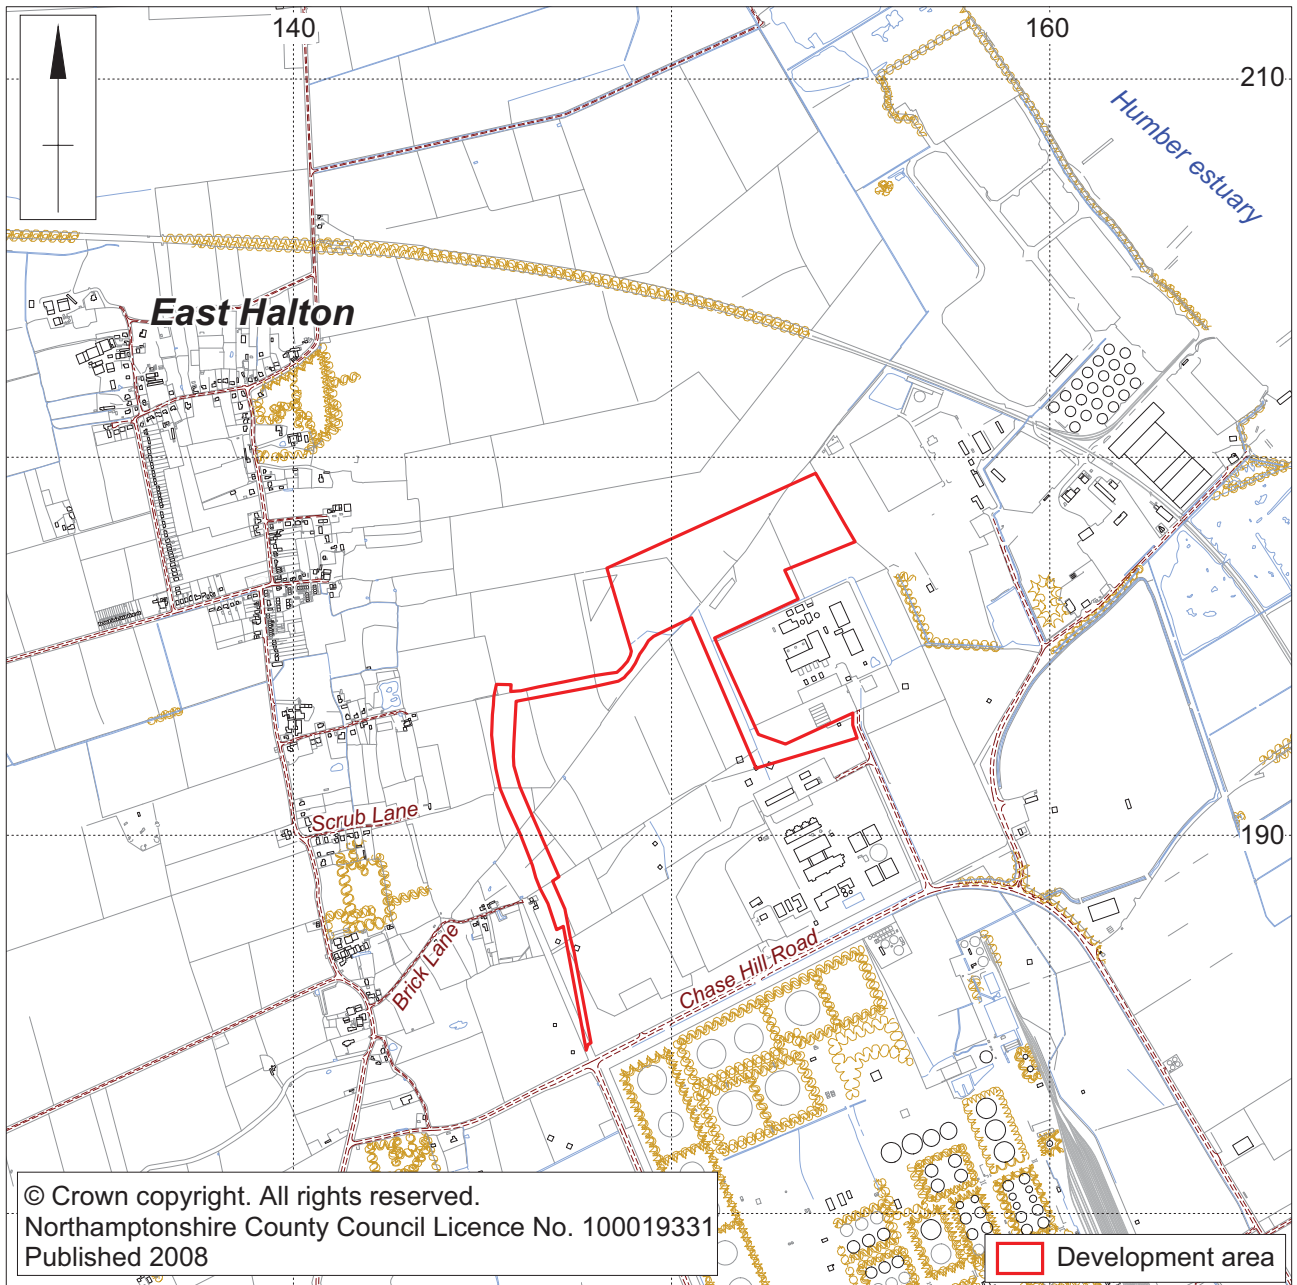 140
160
210
Humber estuary
East Halton
Scrub Lane
190
Brick Lane
Chase Hill Road
© Crown copyright. All rights reserved.
Northamptonshire County Council Licence No. 100019331
Published 2008
Development area